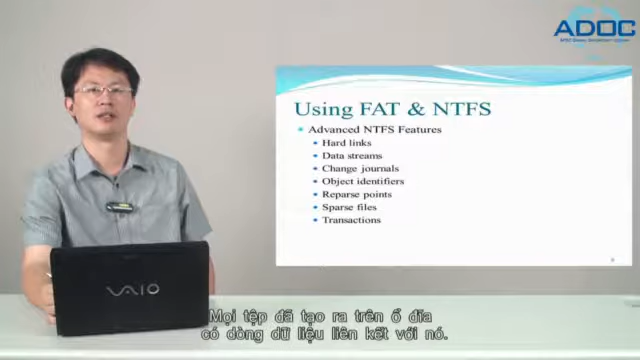 ADOC
Using FAT & NTFS
Advanced NTFS Features
Hard links
Data streams
Change journals
Object identifiers
Reparse points
Sparse files
Transactions
VAIO
Mọi tệp đã tạo ra trên ổ đĩa
có dòng dữ liệu liên kết với nó.